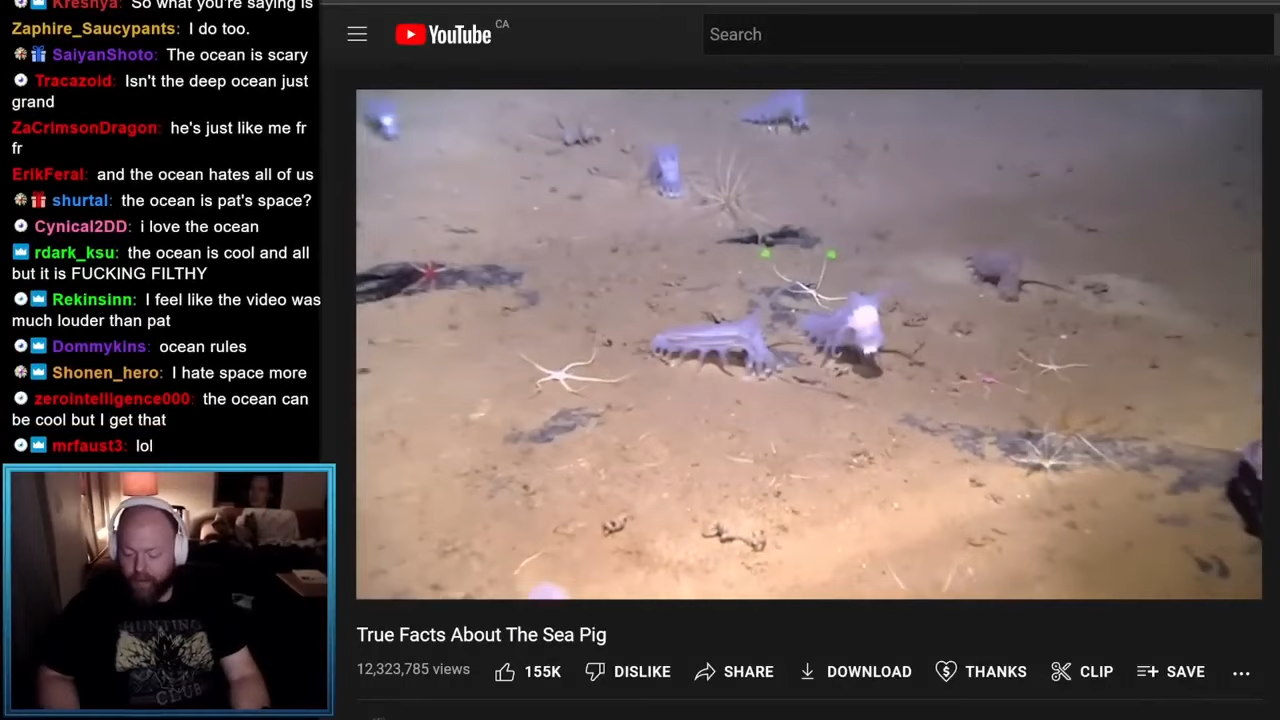 Kreshya: So what you're saying is
Zaphire_Saucypants: I do too.
SaiyanShoto: The ocean is scary
Tracazoid: Isn't the deep ocean just
grand
ZaCrimsonDragon: he's just like me fr
fr
ErikFeral: and the ocean hates all of us
shurtal: the ocean is pat's space?
Cynical2DD: i love the ocean
rdark_ksu: the ocean is cool and all
but it is FUCKING FILTHY
Rekinsinn: I feel like the video was
much louder than pat
Dommykins: ocean rules
Shonen_hero: I hate space more
zerointelligence000: the ocean can
be cool but I get that
mrfaust3: lol
HUNTING
CLUB
YouTube CA
Search
True Facts About The Sea Pig
12,323,785 views 155K DISLIKE SHARE DOWNLOAD THANKS CLIP SAVE ...